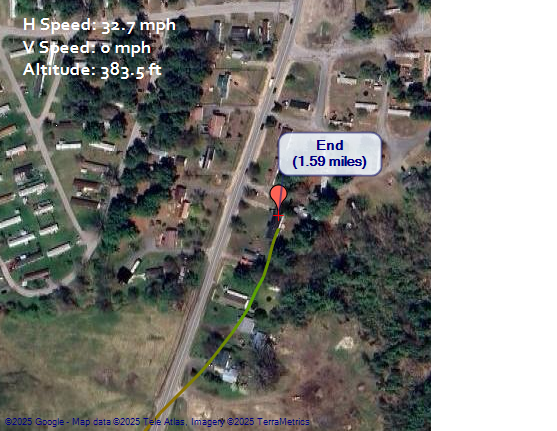 H Speed: 32.7 mph
V Speed: 0 mph
Altitude: 383.5 ft
End
(1.59 miles)
©2025 Google - Map data ©2025 Tele Atlas, Imagery ©2025 TerraMetrics